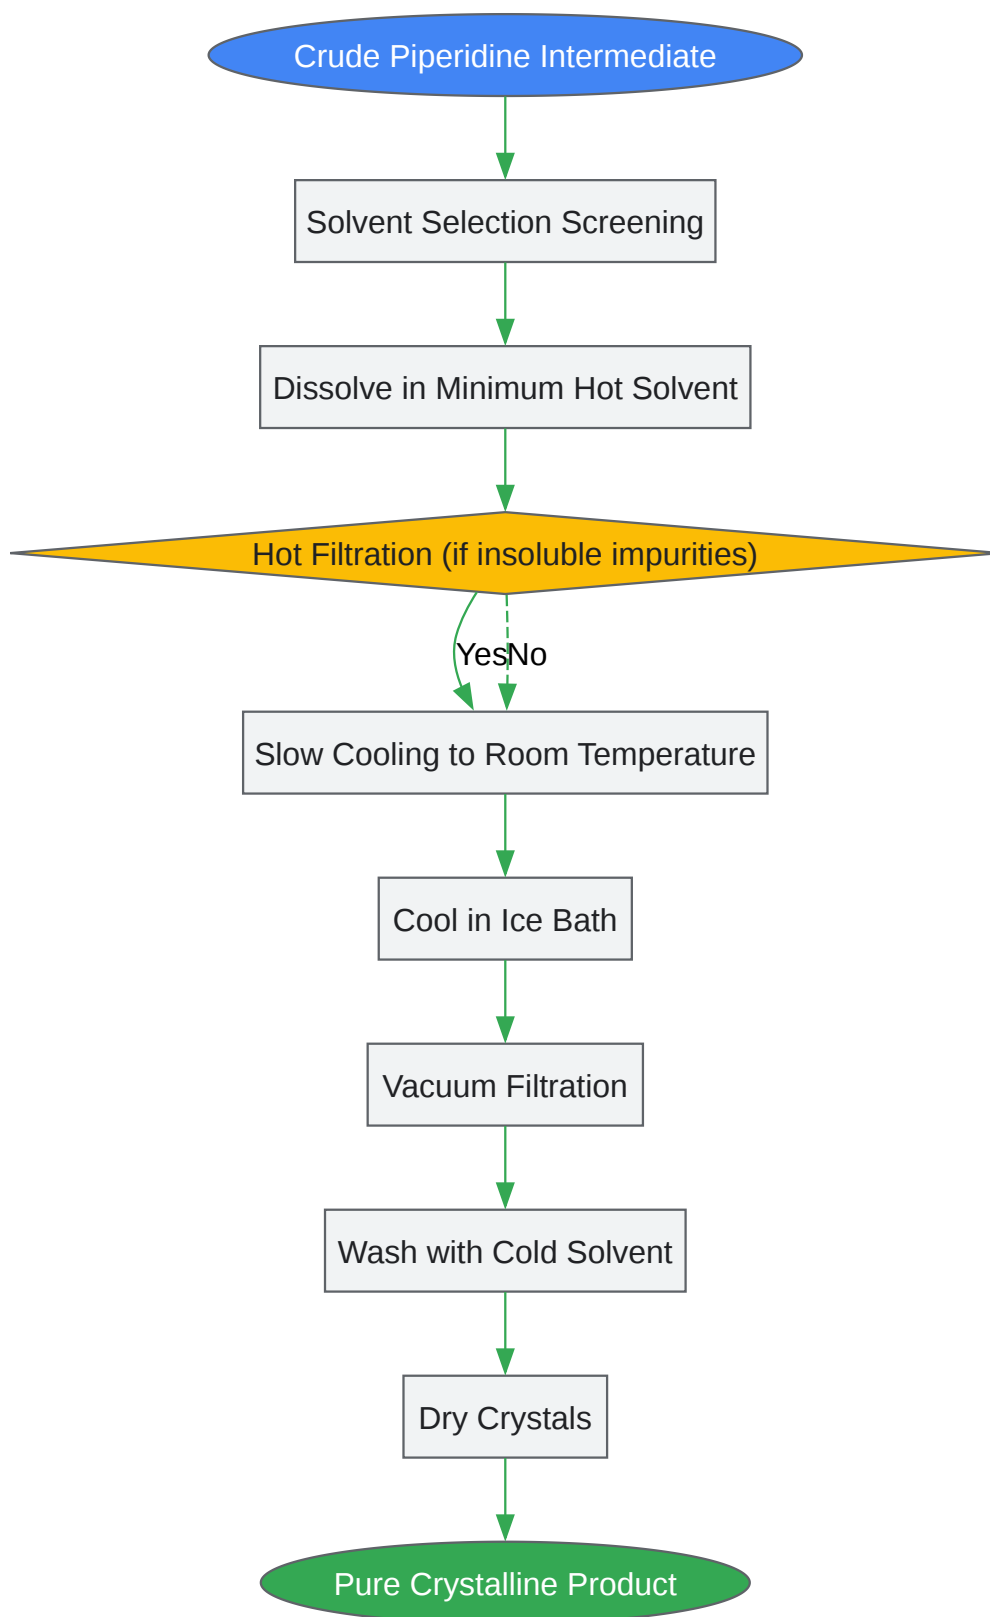 Crude Piperidine Intermediate
Solvent Selection Screening
Dissolve in Minimum Hot Solvent
Hot Filtration (if insoluble impurities)
Yes
No
Slow Cooling to Room Temperature
Cool in Ice Bath
Vacuum Filtration
Wash with Cold Solvent
Dry Crystals
Pure Crystalline Product